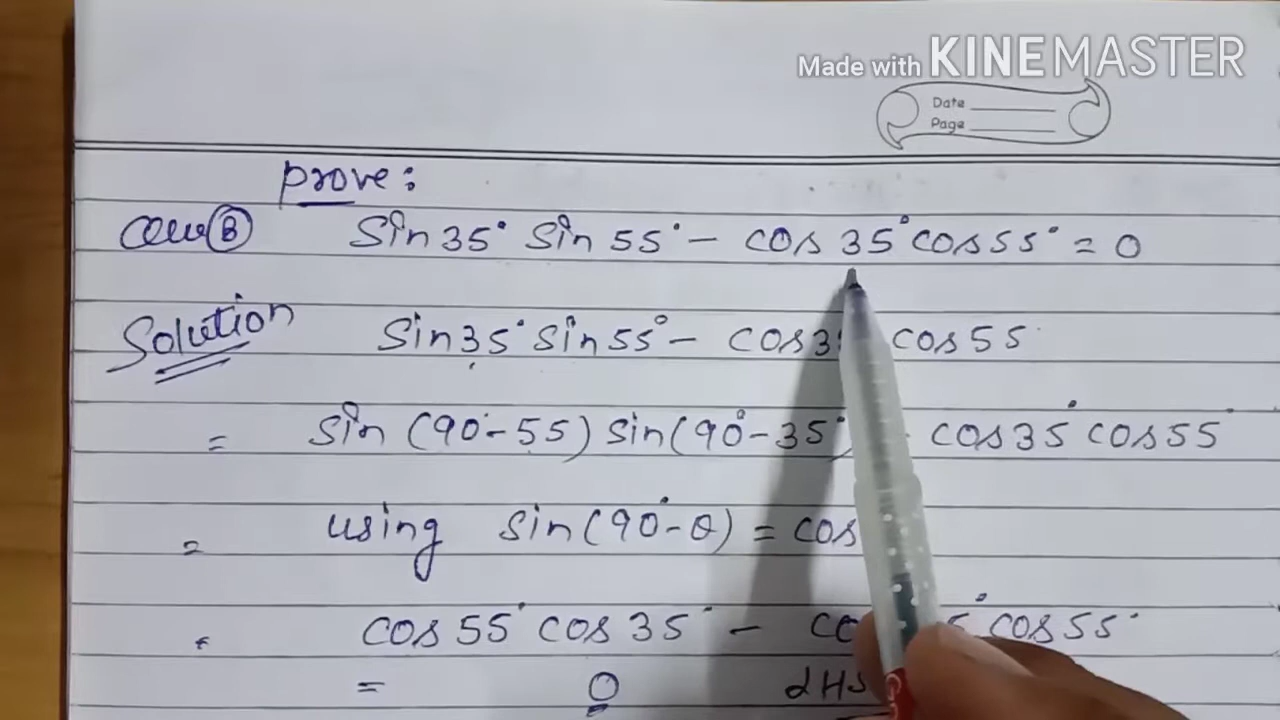 Made with KINEMASTER
Date
Page
Prove:
Sin 35° Sin 55° - cos 35° cos 55° = 0
Solution Sin 35° Sin 55° - cos 3 cos 55
= Sin (90° - 55) Sin (90° - 35° cos 35° cos 55°
= using Sin (90° - θ) = cos
cos 55° cos 35° - cos 55°
= 0 LHS